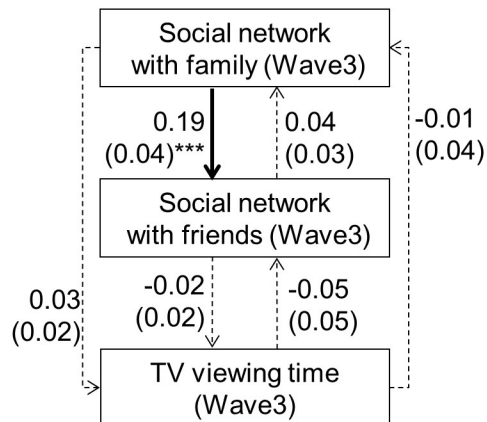 Social network
with family (Wave3)
0.19
(0.04)***
0.04
(0.03)
-0.01
(0.04)
Social network
with friends (Wave3)
0.03
(0.02)
-0.02
(0.02)
-0.05
(0.05)
TV viewing time
(Wave3)